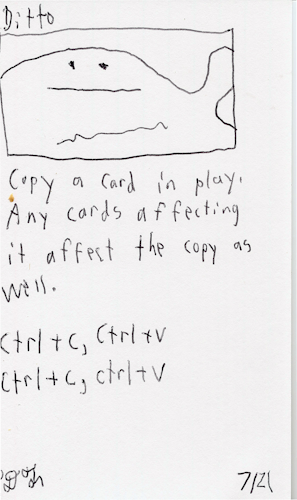 Ditto
Copy a card in play.
Any cards affecting
it affect the copy as
well.
Ctrl+C, Ctrl+V
Ctrl+C, Ctrl+V
7/21